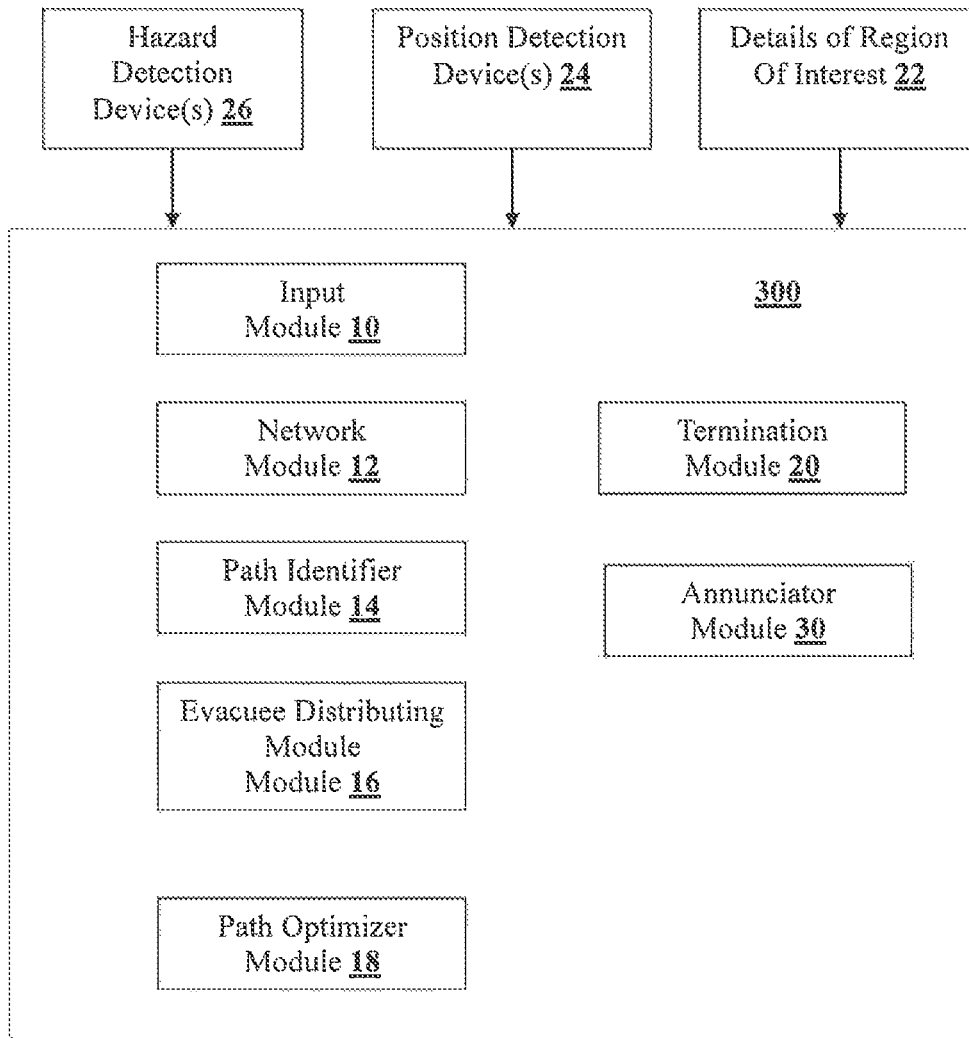 Hazard
Detection
Device(s) 26
Position Detection
Device(s) 24
Details of Region
Of Interest 22
Input
Module 10
300
Network
Module 12
Termination
Module 20
Path Identifier
Module 14
Annunciator
Module 30
Evacuee Distributing
Module
Module 16
Path Optimizer
Module 18